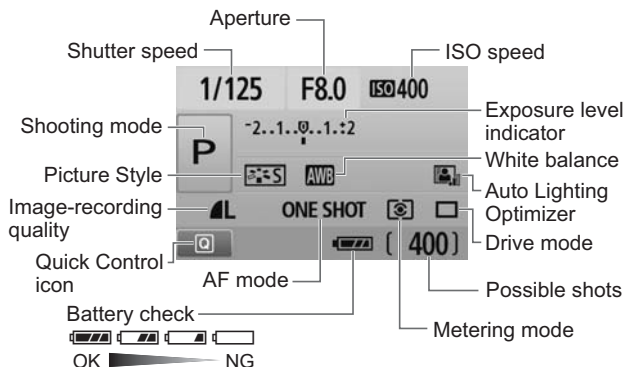 Aperture
Shutter speed
ISO speed
1/125 F8.0 ISO 400
Shooting mode
-2..1..0..1..+2
Exposure level
indicator
P
White balance
Picture Style
S AWB
Auto Lighting
Optimizer
Image-recording
quality
L ONE SHOT
Drive mode
Q
[ 400 ]
Quick Control
icon
AF mode
Possible shots
Battery check
Metering mode
OK NG